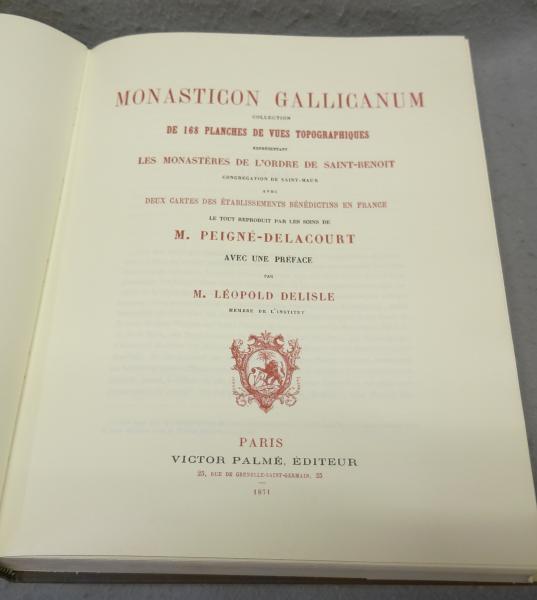 MONASTICON GALLICANUM
COLLECTION
DE 168 PLANCHES DE VUES TOPOGRAPHIQUES
REPRÉSENTANT
LES MONASTÈRES DE L'ORDRE DE SAINT-BENOIT
CONGRÉGATION DE SAINT-MAUR
AVEC
DEUX CARTES DES ÉTABLISSEMENTS BÉNÉDICTINS EN FRANCE
LE TOUT REPRODUIT PAR LES SOINS DE
M. PEIGNÉ-DELACOURT
AVEC UNE PRÉFACE
PAR
M. LÉOPOLD DELISLE
MEMBRE DE L'INSTITUT
PARIS
VICTOR PALMÉ, ÉDITEUR
25, RUE DE GRENELLE-SAINT-GERMAIN, 25
1871